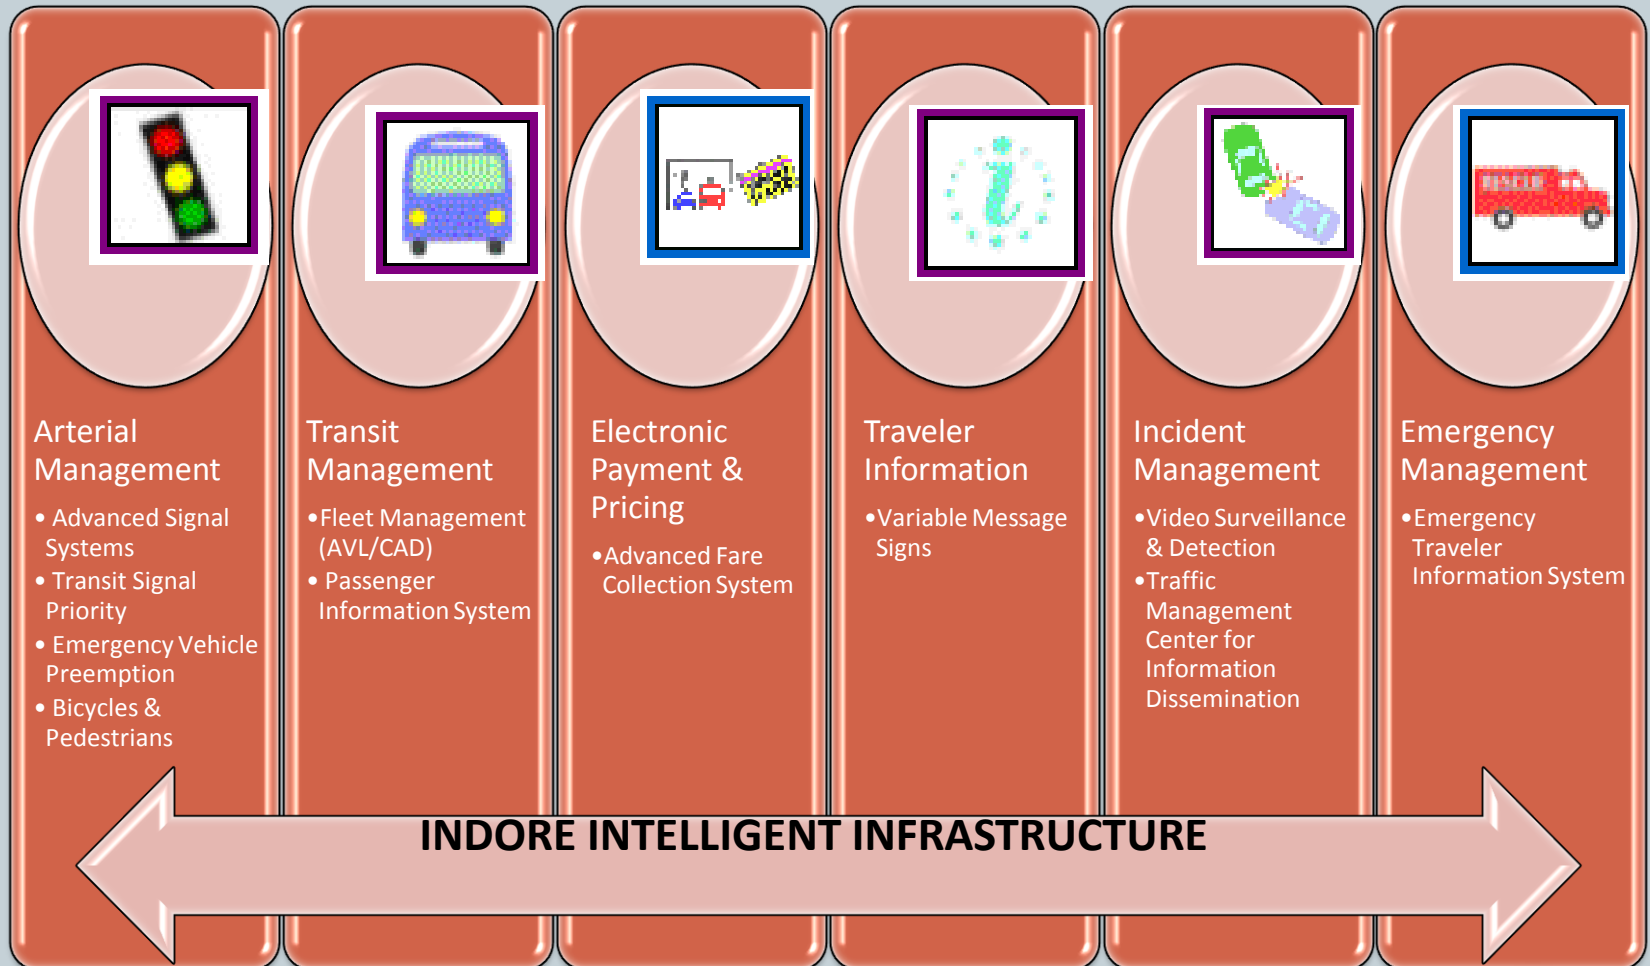 RESCUE
Arterial
Management
• Advanced Signal
Systems
• Transit Signal
Priority
• Emergency Vehicle
Preemption
• Bicycles &
Pedestrians
Transit
Management
•Fleet Management
(AVL/CAD)
• Passenger
Information System
Electronic
Payment &
Pricing
•Advanced Fare
Collection System
Traveler
Information
•Variable Message
Signs
Incident
Management
•Video Surveillance
& Detection
•Traffic
Management
Center for
Information
Dissemination
Emergency
Management
•Emergency
Traveler
Information System
INDORE INTELLIGENT INFRASTRUCTURE